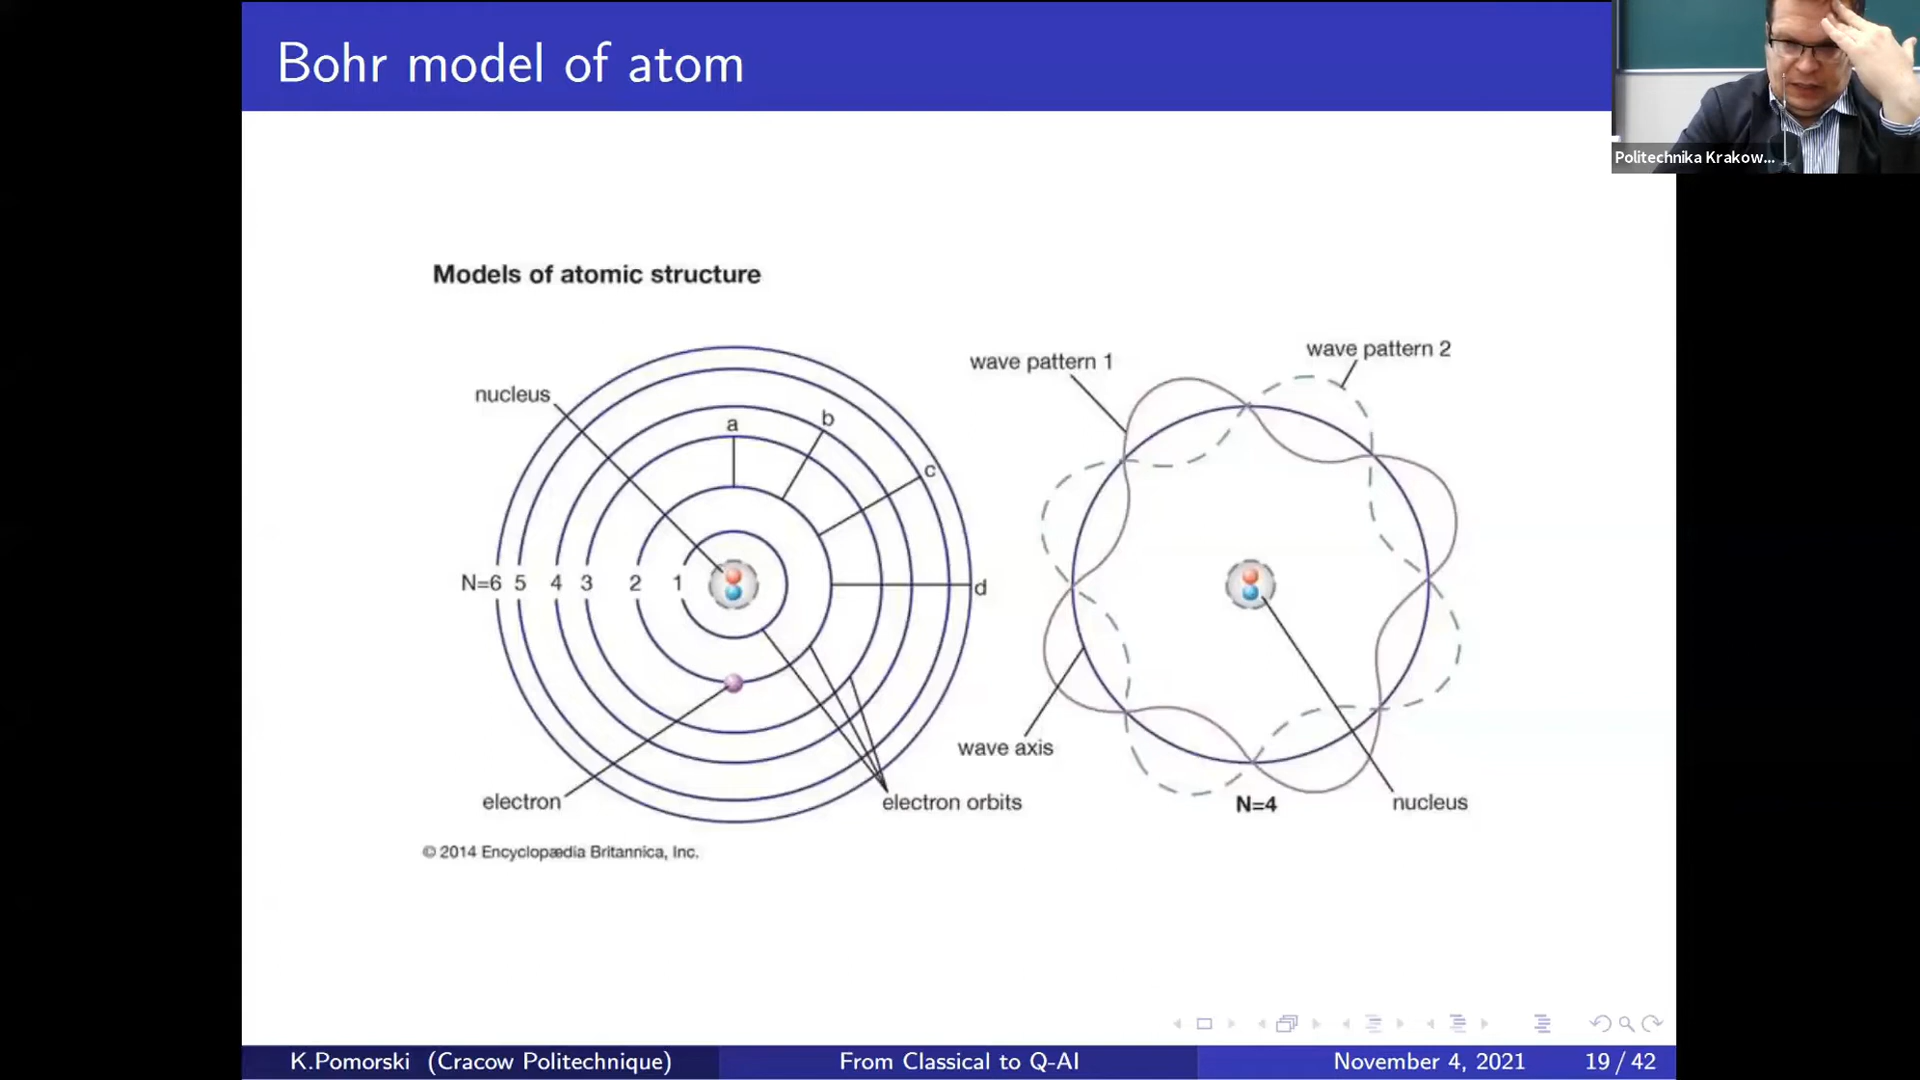 Bohr model of atom
Politechnika Krakow...
Models of atomic structure
nucleus
a
b
c
d
N=6 5 4 3 2 1
electron
electron orbits
wave pattern 1
wave pattern 2
wave axis
N=4
nucleus
© 2014 Encyclopædia Britannica, Inc.
K.Pomorski (Cracow Politechnique)
From Classical to Q-AI
November 4, 2021
19 / 42